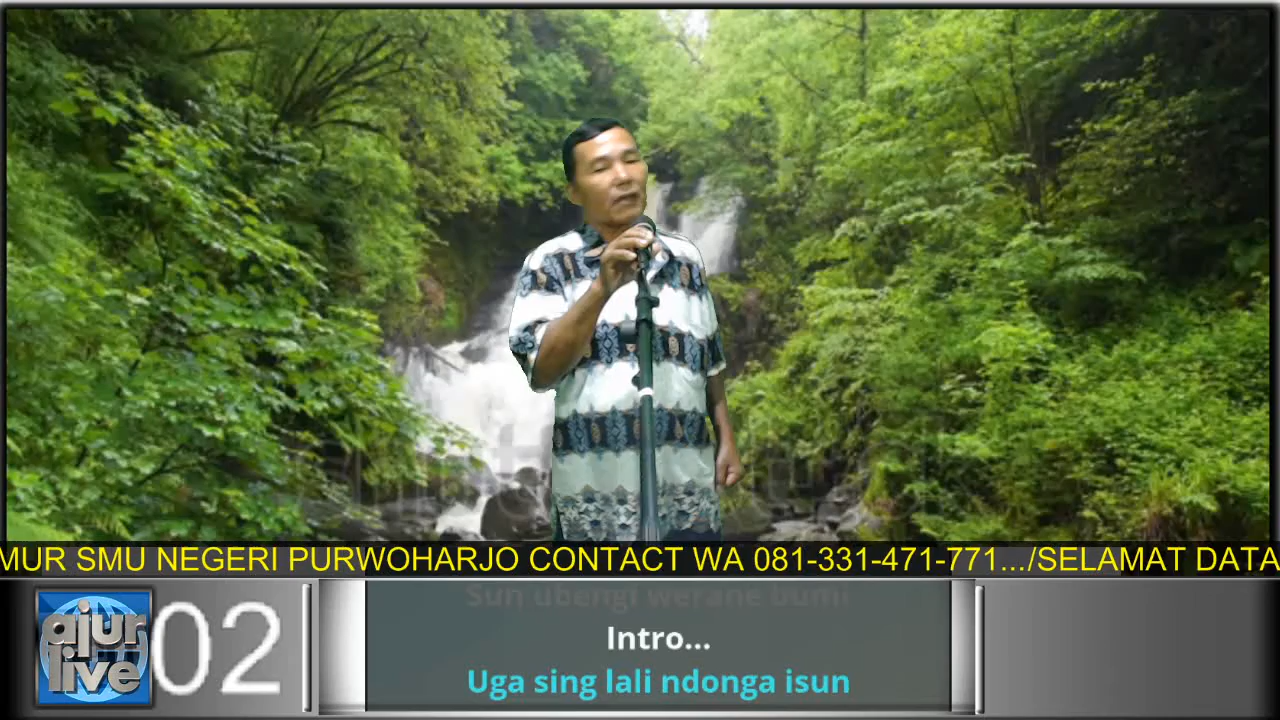 MUR SMU NEGERI PURWOHARJO CONTACT WA 081-331-471-771.../SELAMAT DATA
ajur
live
02
Sun ubengi werane bumi
Intro...
Uga sing lali ndonga isun